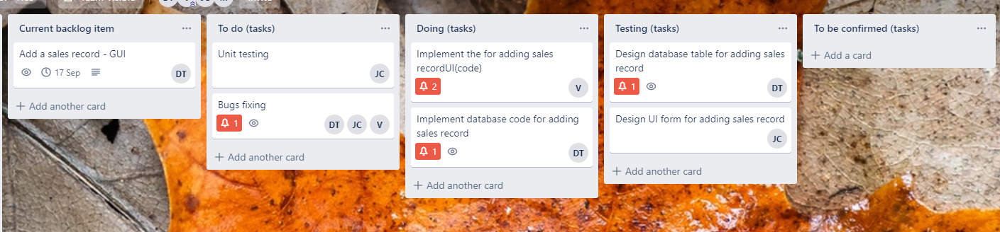 Current backlog item
Add a sales record - GUI
17 Sep
DT
Add another card
To do (tasks)
Unit testing
JC
Bugs fixing
1
DT JC V
Add another card
Doing (tasks)
Implement the for adding sales
recordUI(code)
2
V
Implement database code for adding
sales record
1
DT
Add another card
Testing (tasks)
Design database table for adding sales
record
1
DT
Design UI form for adding sales record
JC
Add another card
To be confirmed (tasks)
Add a card